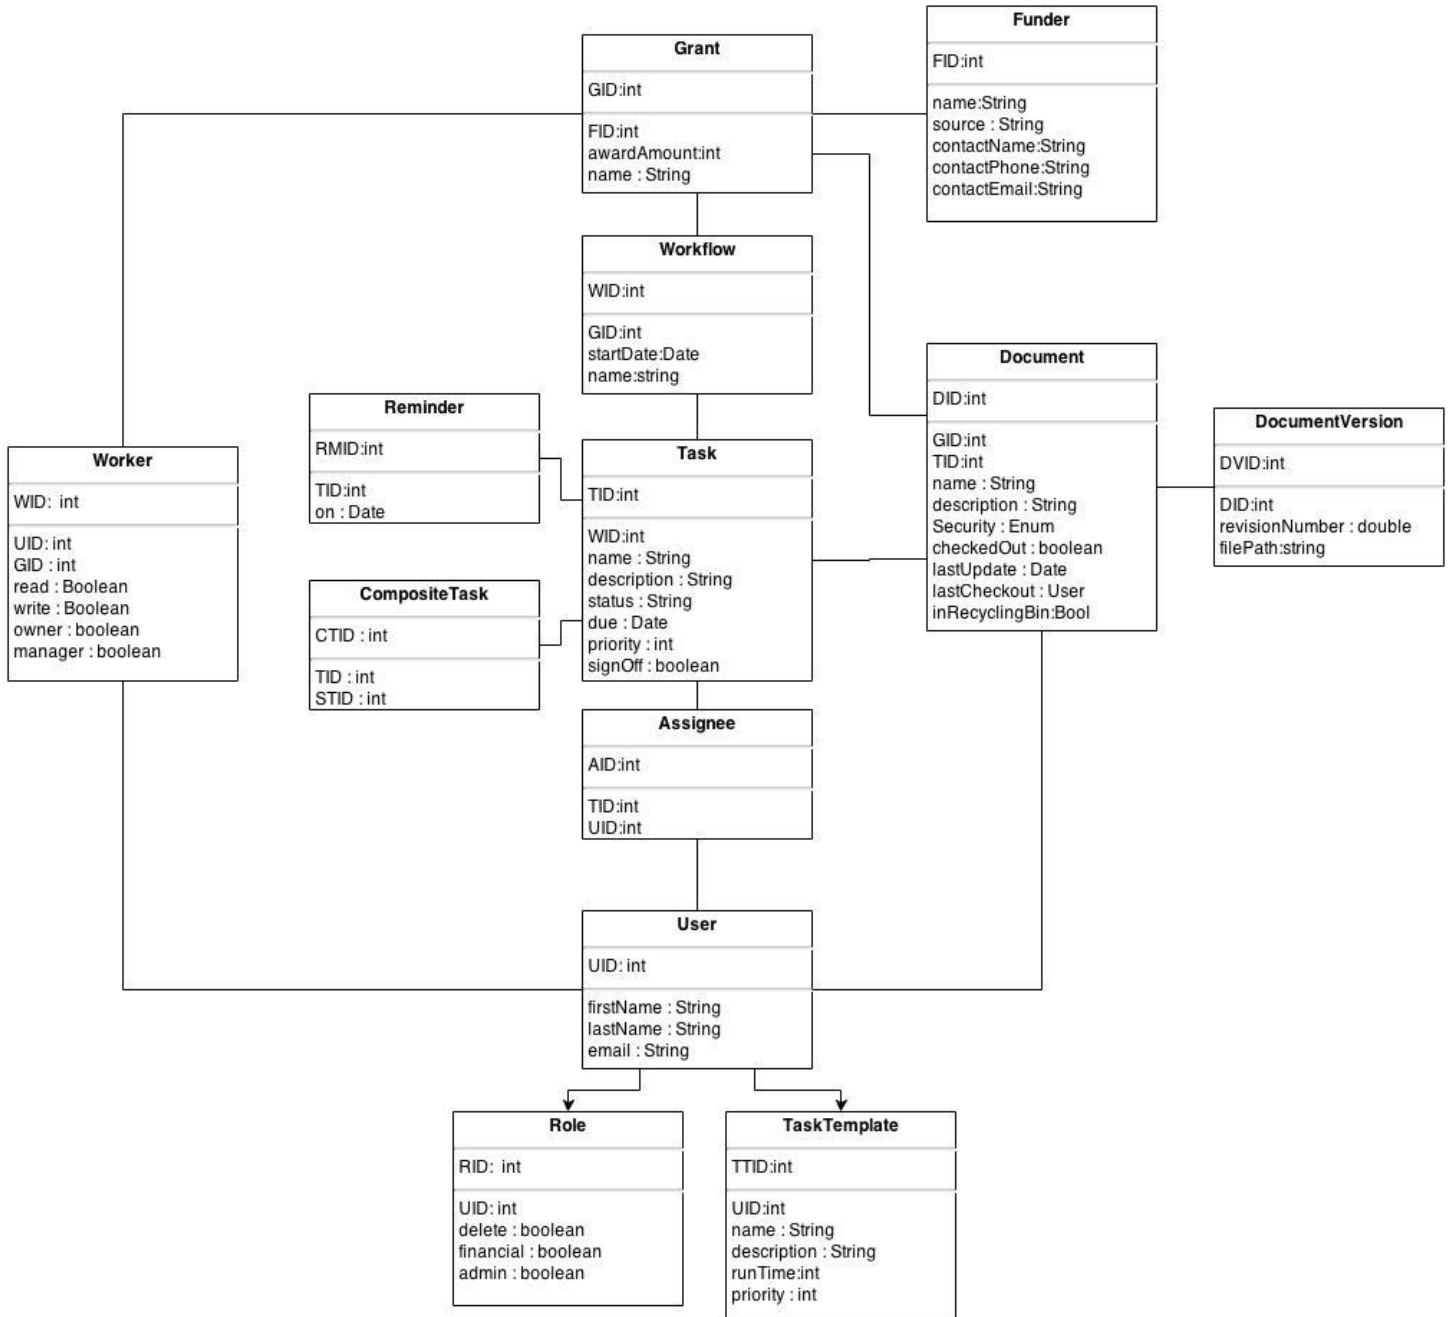 Funder
FID:int
name:String
source : String
contactName:String
contactPhone:String
contactEmail:String
Grant
GID:int
FID:int
awardAmount:int
name : String
Workflow
WID:int
GID:int
startDate:Date
name:string
Document
DID:int
GID:int
TID:int
name : String
description : String
Security : Enum
checkedOut : boolean
lastUpdate : Date
lastCheckout : User
inRecyclingBin:Bool
DocumentVersion
DVID:int
DID:int
revisionNumber : double
filePath:string
Reminder
RMID:int
TID:int
on : Date
Task
TID:int
WID:int
name : String
description : String
status : String
due : Date
priority : int
signOff : boolean
Worker
WID: int
UID: int
GID : int
read : Boolean
write : Boolean
owner : boolean
manager : boolean
CompositeTask
CTID : int
TID : int
STID : int
Assignee
AID:int
TID:int
UID:int
User
UID: int
firstName : String
lastName : String
email : String
Role
RID: int
UID: int
delete : boolean
financial : boolean
admin : boolean
TaskTemplate
TTID:int
UID:int
name : String
description : String
runTime:int
priority : int